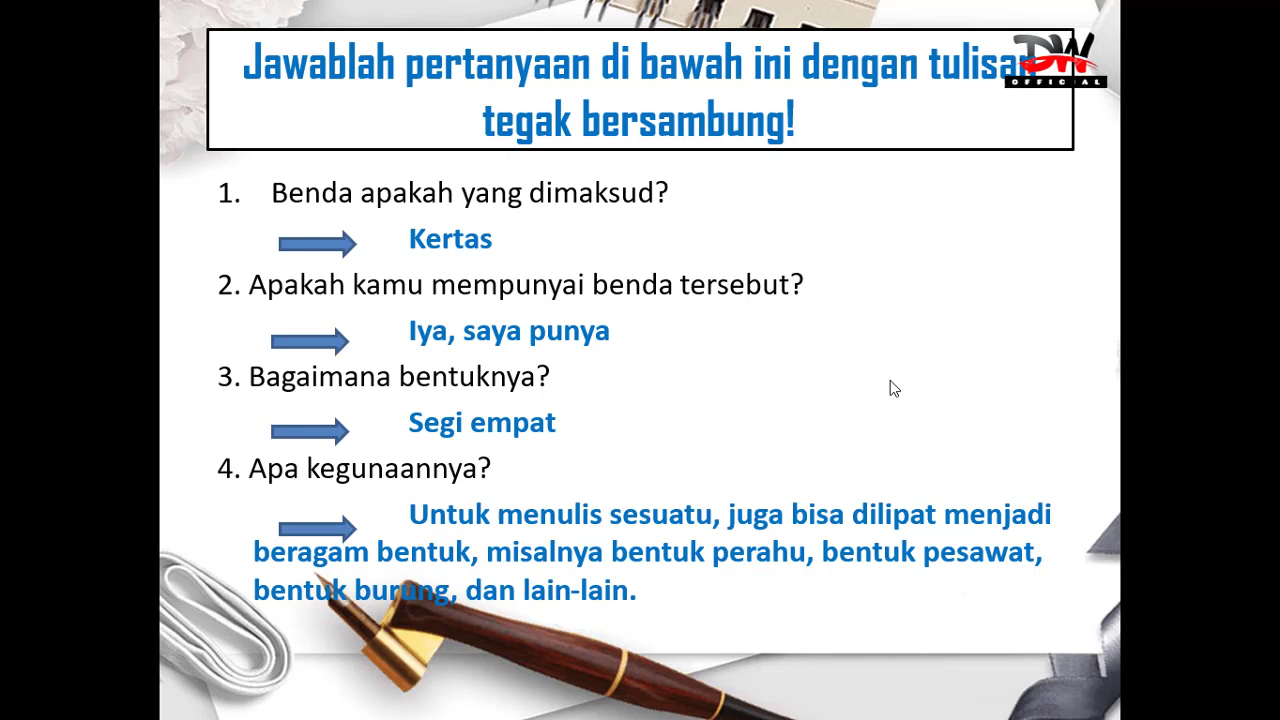 Jawablah pertanyaan di bawah ini dengan tulisan
tegak bersambung!
DW
OFFICIAL
1. Benda apakah yang dimaksud?
Kertas
2. Apakah kamu mempunyai benda tersebut?
Iya, saya punya
3. Bagaimana bentuknya?
Segi empat
4. Apa kegunaannya?
Untuk menulis sesuatu, juga bisa dilipat menjadi
beragam bentuk, misalnya bentuk perahu, bentuk pesawat,
bentuk burung, dan lain-lain.